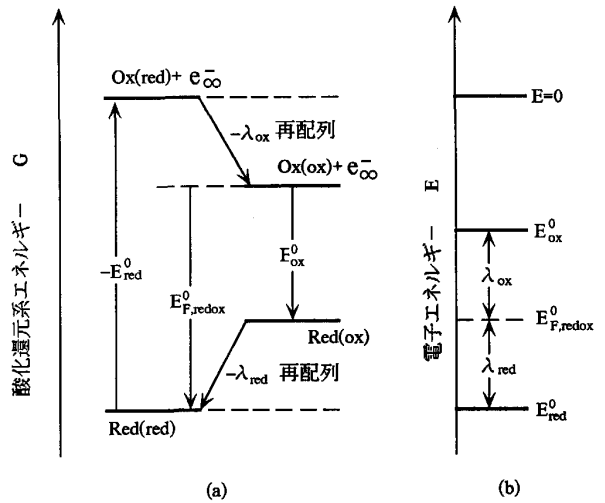 酸化還元系エネルギー G
Ox(red) + e⁻∞
−λox 再配列
Ox(ox) + e⁻∞
−E⁰red
E⁰F,redox
E⁰ox
Red(ox)
−λred 再配列
Red(red)
(a)
電子エネルギー E
E=0
E⁰ox
λox
E⁰F,redox
λred
E⁰red
(b)